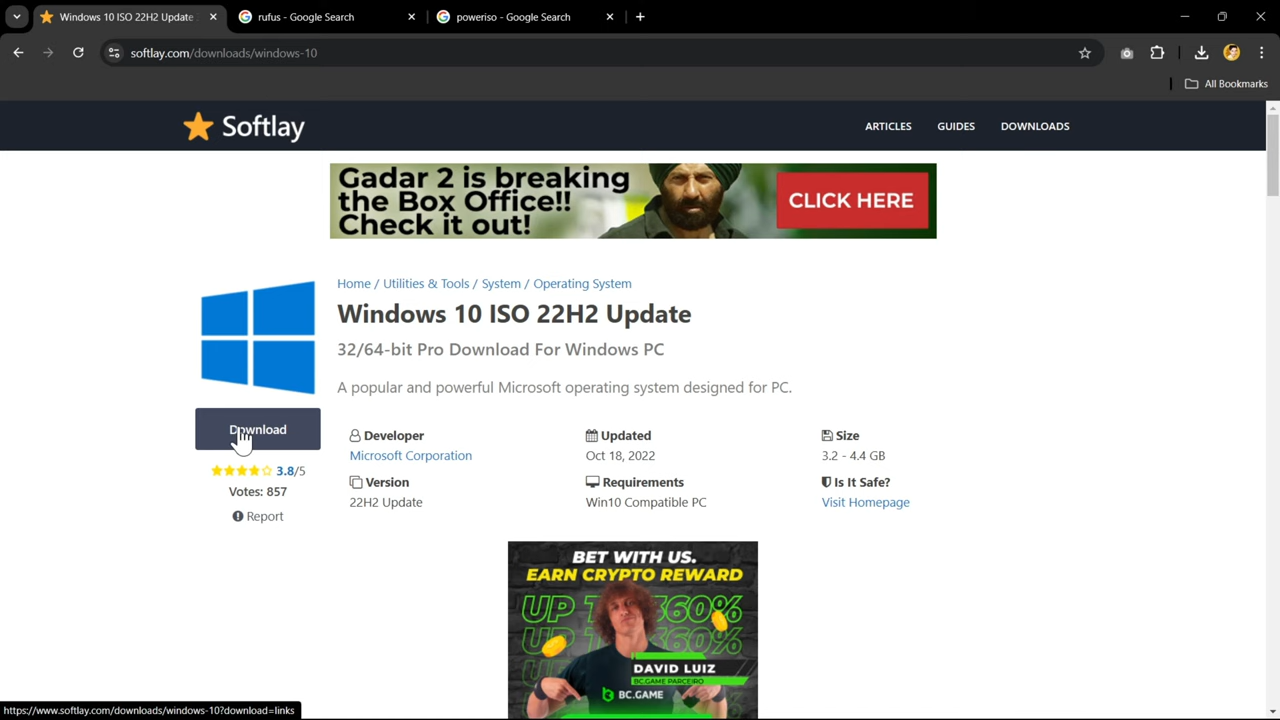 Windows 10 ISO 22H2 Update
rufus - Google Search
poweriso - Google Search
softlay.com/downloads/windows-10
All Bookmarks
Softlay
ARTICLES
GUIDES
DOWNLOADS
Gadar 2 is breaking
the Box Office!!
Check it out!
CLICK HERE
Home / Utilities & Tools / System / Operating System
Windows 10 ISO 22H2 Update
32/64-bit Pro Download For Windows PC
A popular and powerful Microsoft operating system designed for PC.
Download
3.8/5
Votes: 857
Report
Developer
Microsoft Corporation
Updated
Oct 18, 2022
Size
3.2 - 4.4 GB
Version
22H2 Update
Requirements
Win10 Compatible PC
Is It Safe?
Visit Homepage
BET WITH US.
EARN CRYPTO REWARD
DAVID LUIZ
BC.GAME PARCEIRO
BC.GAME
https://www.softlay.com/downloads/windows-10?download=links